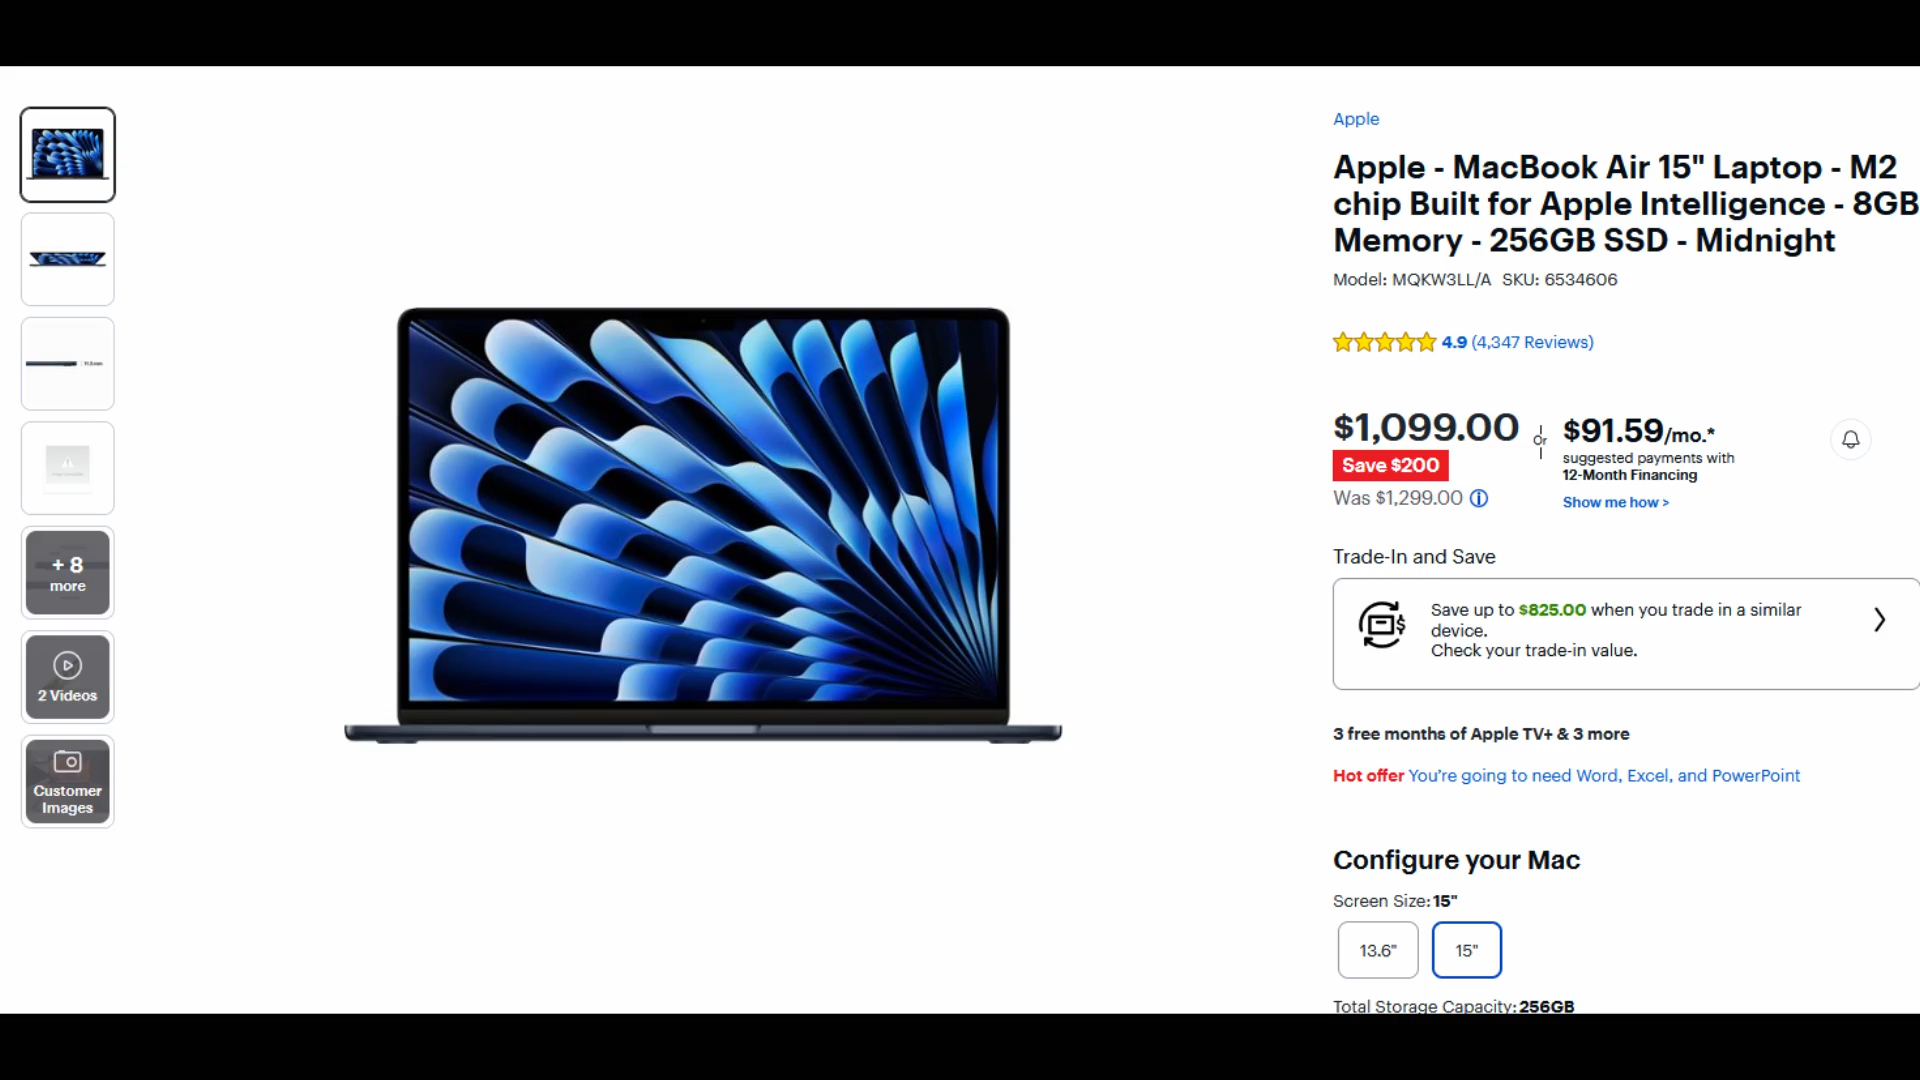 Apple
Apple - MacBook Air 15" Laptop - M2
chip Built for Apple Intelligence - 8GB
Memory - 256GB SSD - Midnight
Model: MQKW3LL/A SKU: 6534606
4.9 (4,347 Reviews)
$1,099.00
Save $200
Was $1,299.00
or
$91.59/mo.*
suggested payments with
12-Month Financing
Show me how >
Trade-In and Save
Save up to $825.00 when you trade in a similar
device.
Check your trade-in value.
3 free months of Apple TV+ & 3 more
Hot offer You're going to need Word, Excel, and PowerPoint
Configure your Mac
Screen Size: 15"
13.6"
15"
Total Storage Capacity: 256GB
+ 8
more
2 Videos
Customer
Images